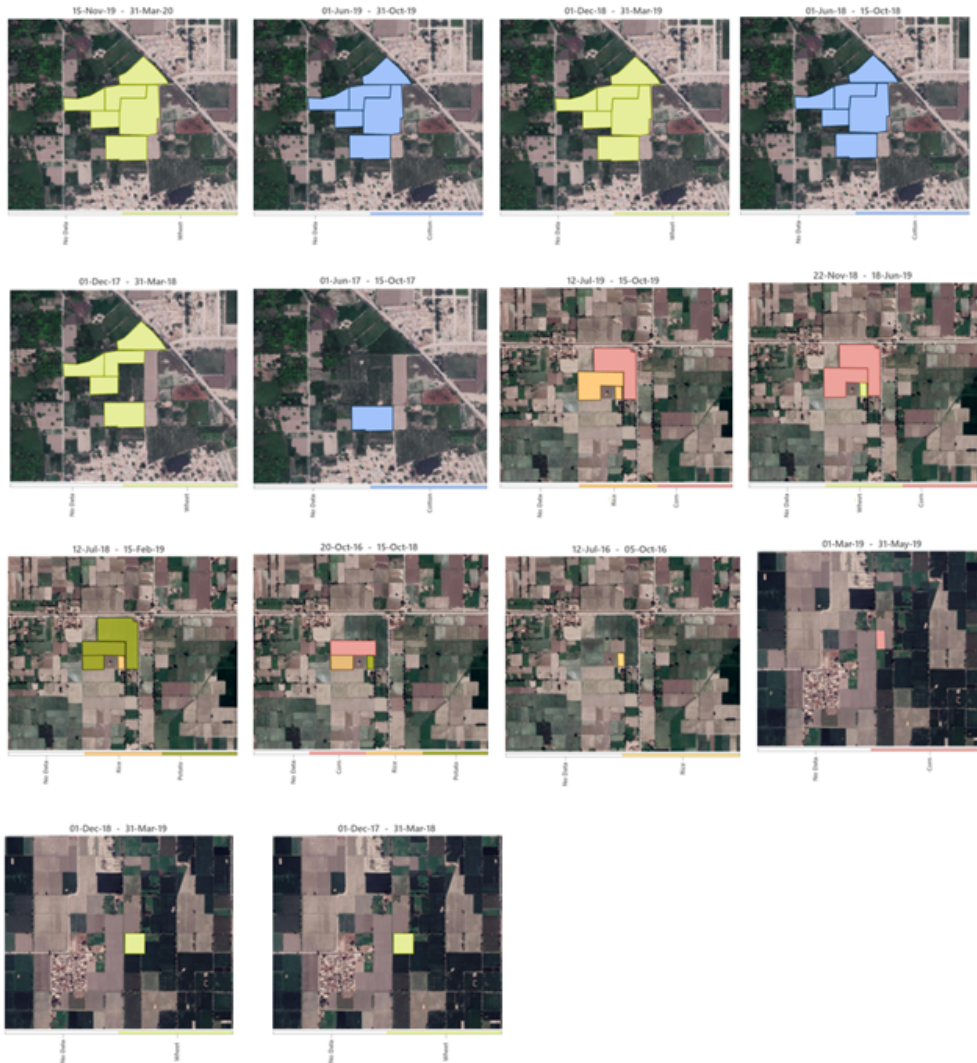 15-Nov-19 - 31-Mar-20
01-Jun-19 - 31-Oct-19
01-Dec-18 - 31-Mar-19
01-Jun-18 - 15-Oct-18
No Data
Wheat
No Data
Cotton
No Data
Wheat
No Data
Cotton
01-Dec-17 - 31-Mar-18
01-Jun-17 - 15-Oct-17
12-Jul-19 - 15-Oct-19
22-Nov-18 - 18-Jun-19
No Data
Wheat
No Data
Cotton
No Data
Rice
Corn
No Data
Wheat
Corn
12-Jul-18 - 15-Feb-19
20-Oct-16 - 15-Oct-18
12-Jul-16 - 05-Oct-16
01-Mar-19 - 31-May-19
No Data
Rice
Potato
No Data
Corn
Rice
Potato
No Data
Rice
No Data
Corn
01-Dec-18 - 31-Mar-19
01-Dec-17 - 31-Mar-18
No Data
Wheat
No Data
Wheat